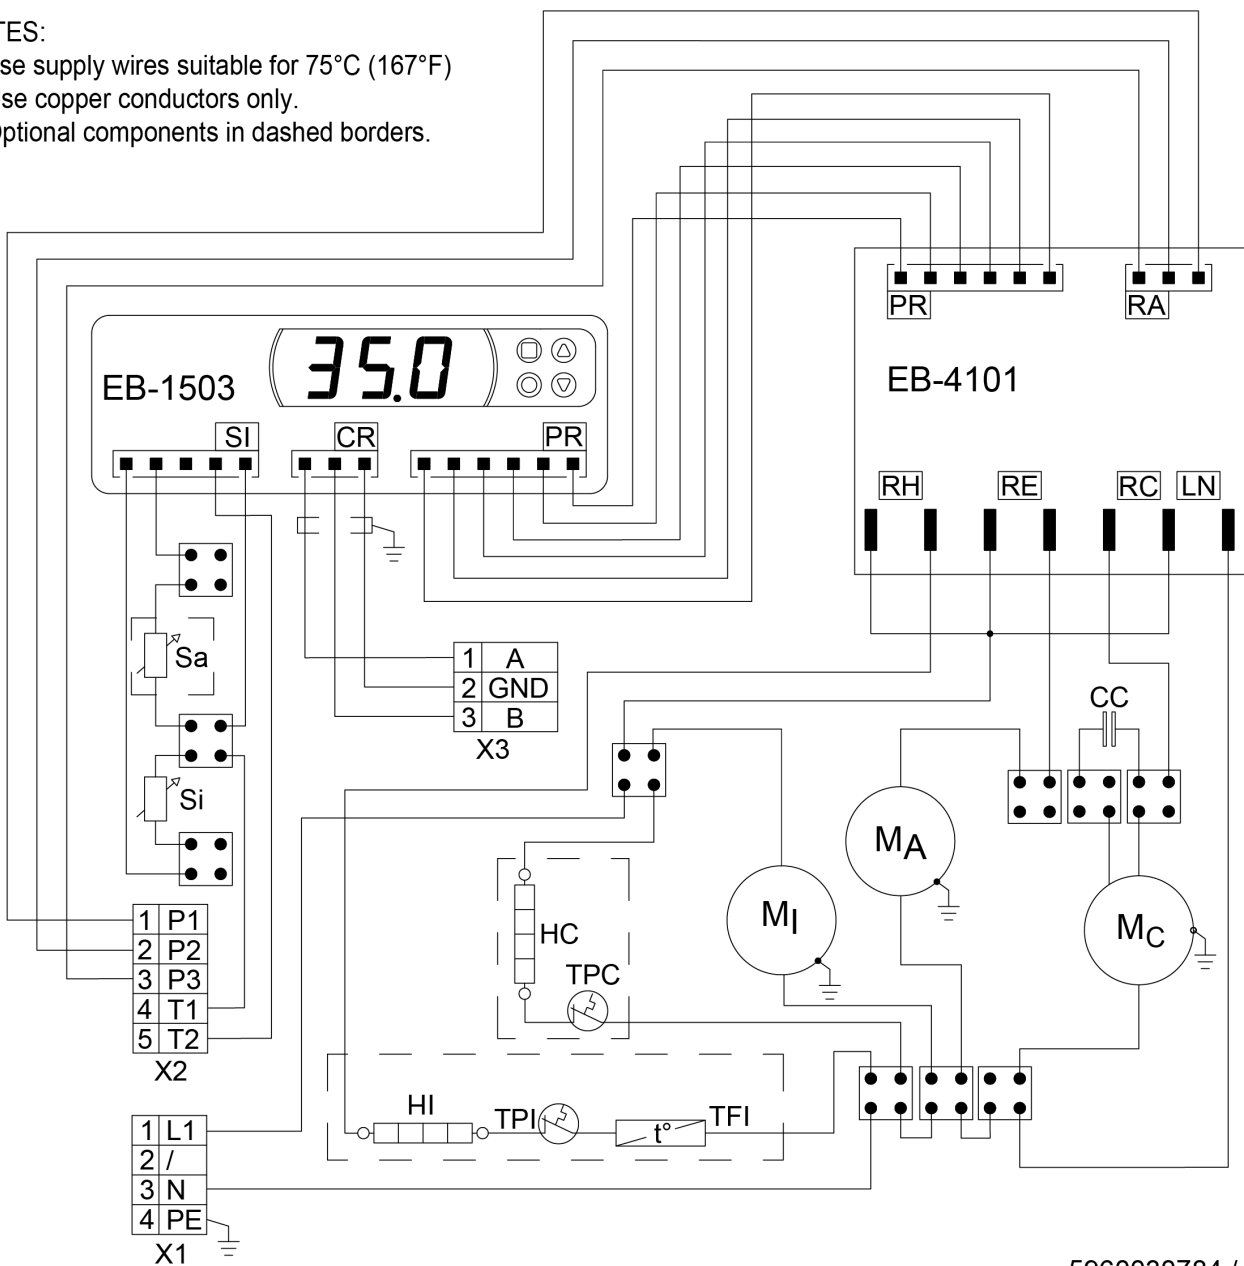 TES:
se supply wires suitable for 75°C (167°F)
se copper conductors only.
ptional components in dashed borders.
PR
RA
EB-4101
EB-1503
35.0
SI
CR
PR
RH
RE
RC
LN
Sa
1 A
2 GND
3 B
X3
CC
Si
MA
MI
MC
HC
TPC
1 P1
2 P2
3 P3
4 T1
5 T2
X2
HI
TPI
t°
TFI
1 L1
2 /
3 N
4 PE
X1